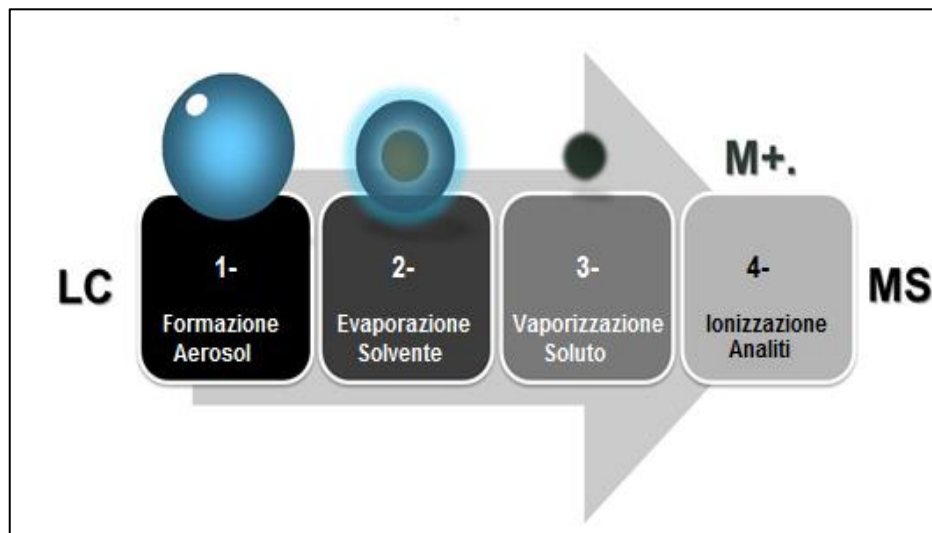 M+.
LC
1-
Formazione
Aerosol
2-
Evaporazione
Solvente
3-
Vaporizzazione
Soluto
4-
Ionizzazione
Analiti
MS